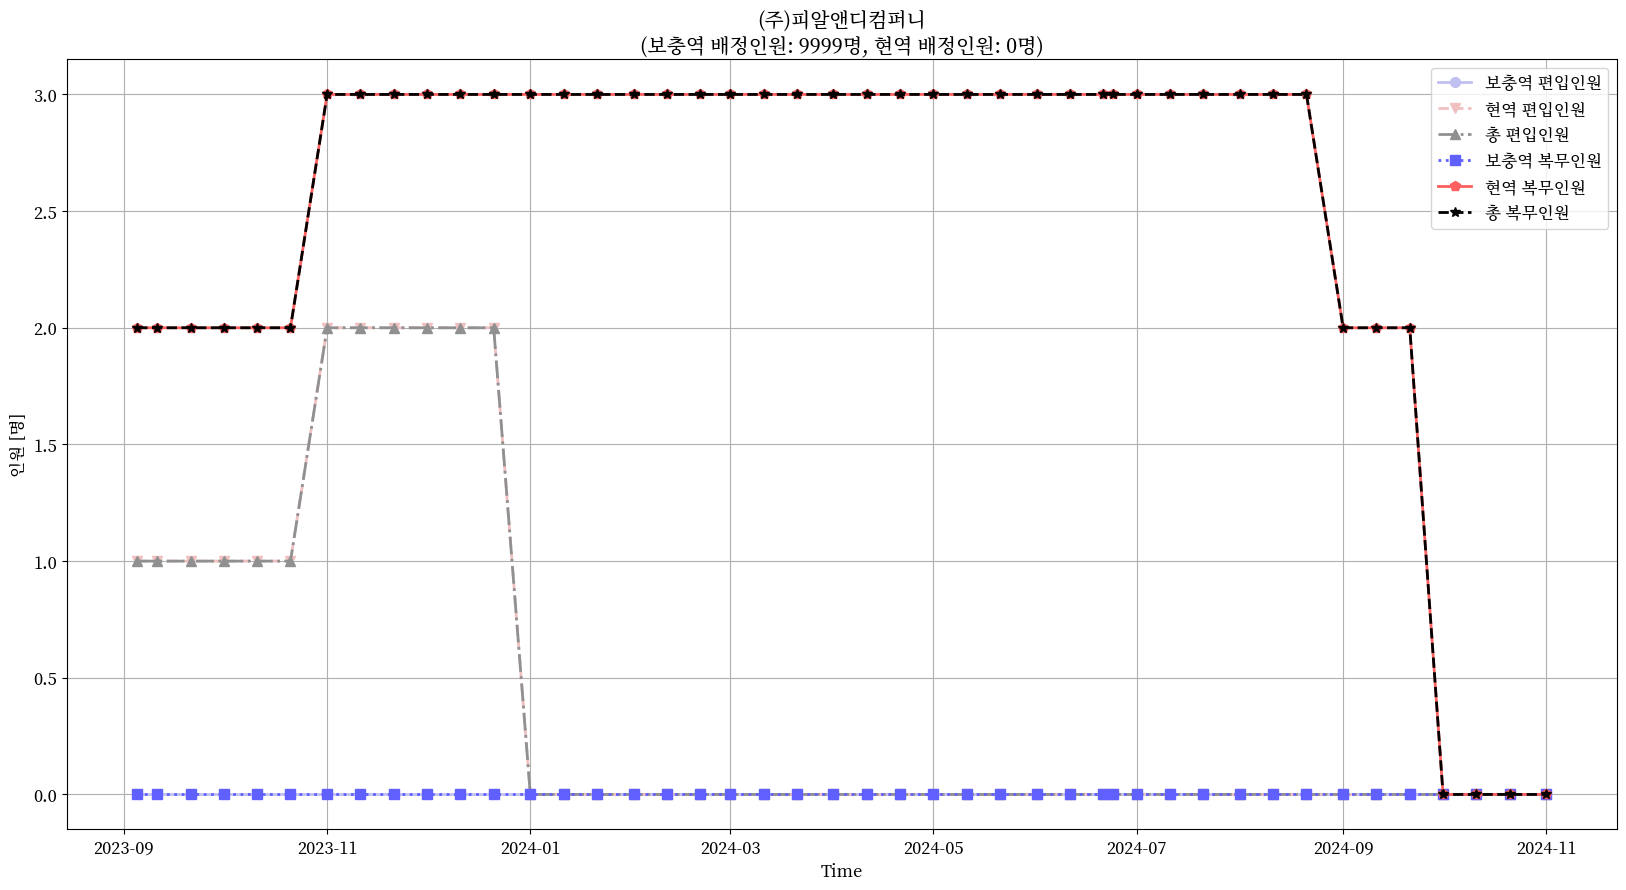 (주)피알앤디컴퍼니
(보충역 배정인원: 9999명, 현역 배정인원: 0명)
보충역 편입인원
현역 편입인원
총 편입인원
보충역 복무인원
현역 복무인원
총 복무인원
3.0
2.5
2.0
1.5
1.0
0.5
0.0
인원 [명]
2023-09 2023-11 2024-01 2024-03 2024-05 2024-07 2024-09 2024-11
Time